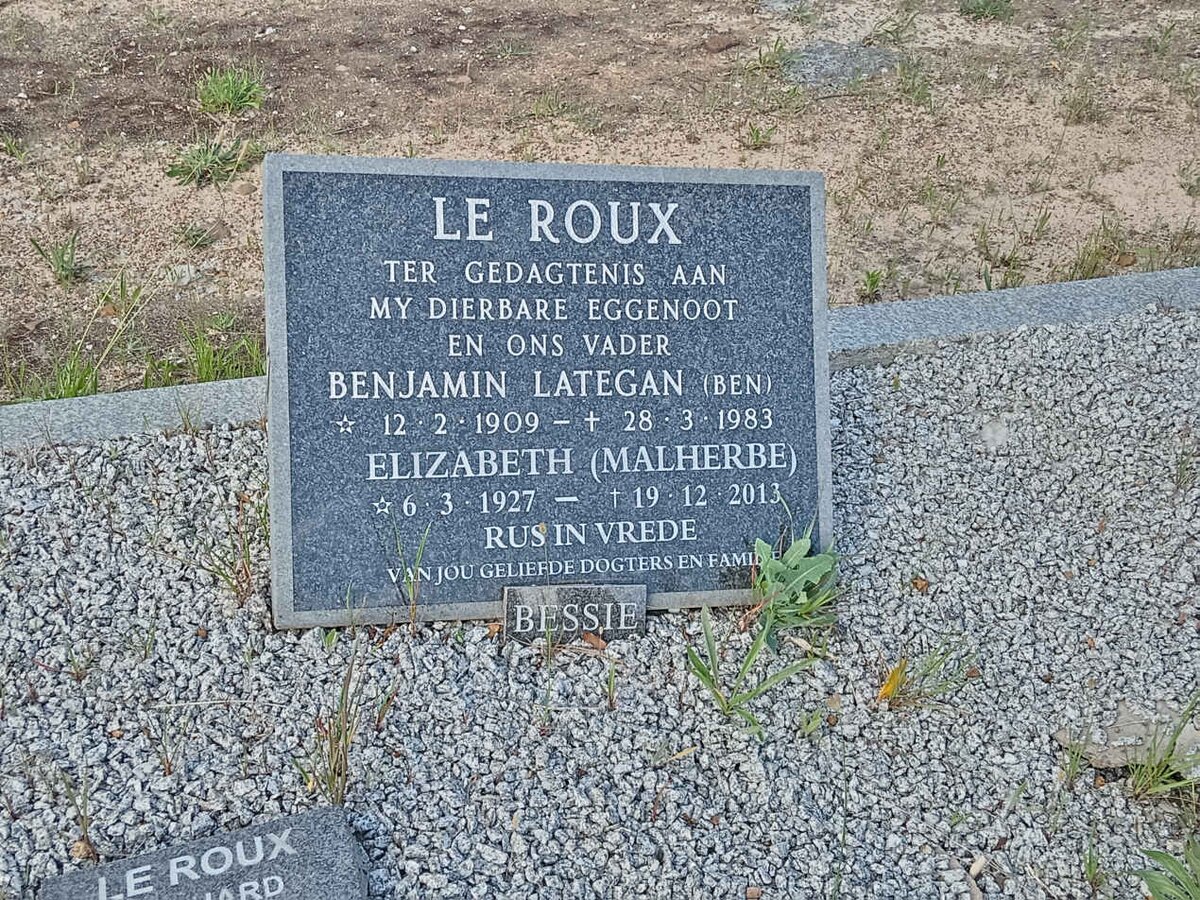 LE ROUX
TER GEDAGTENIS AAN
MY DIERBARE EGGENOOT
EN ONS VADER
BENJAMIN LATEGAN (BEN)
☆ 12·2·1909 – † 28·3·1983
ELIZABETH (MALHERBE)
☆ 6·3·1927 – † 19·12·2013
RUS IN VREDE
VAN JOU GELIEFDE DOGTERS EN
BESSIE
LE ROUX